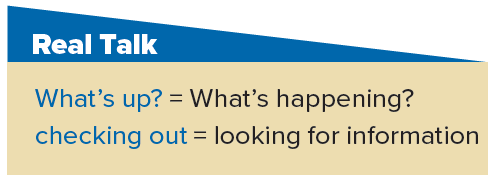 Real Talk
What’s up? = What’s happening?
checking out = looking for information